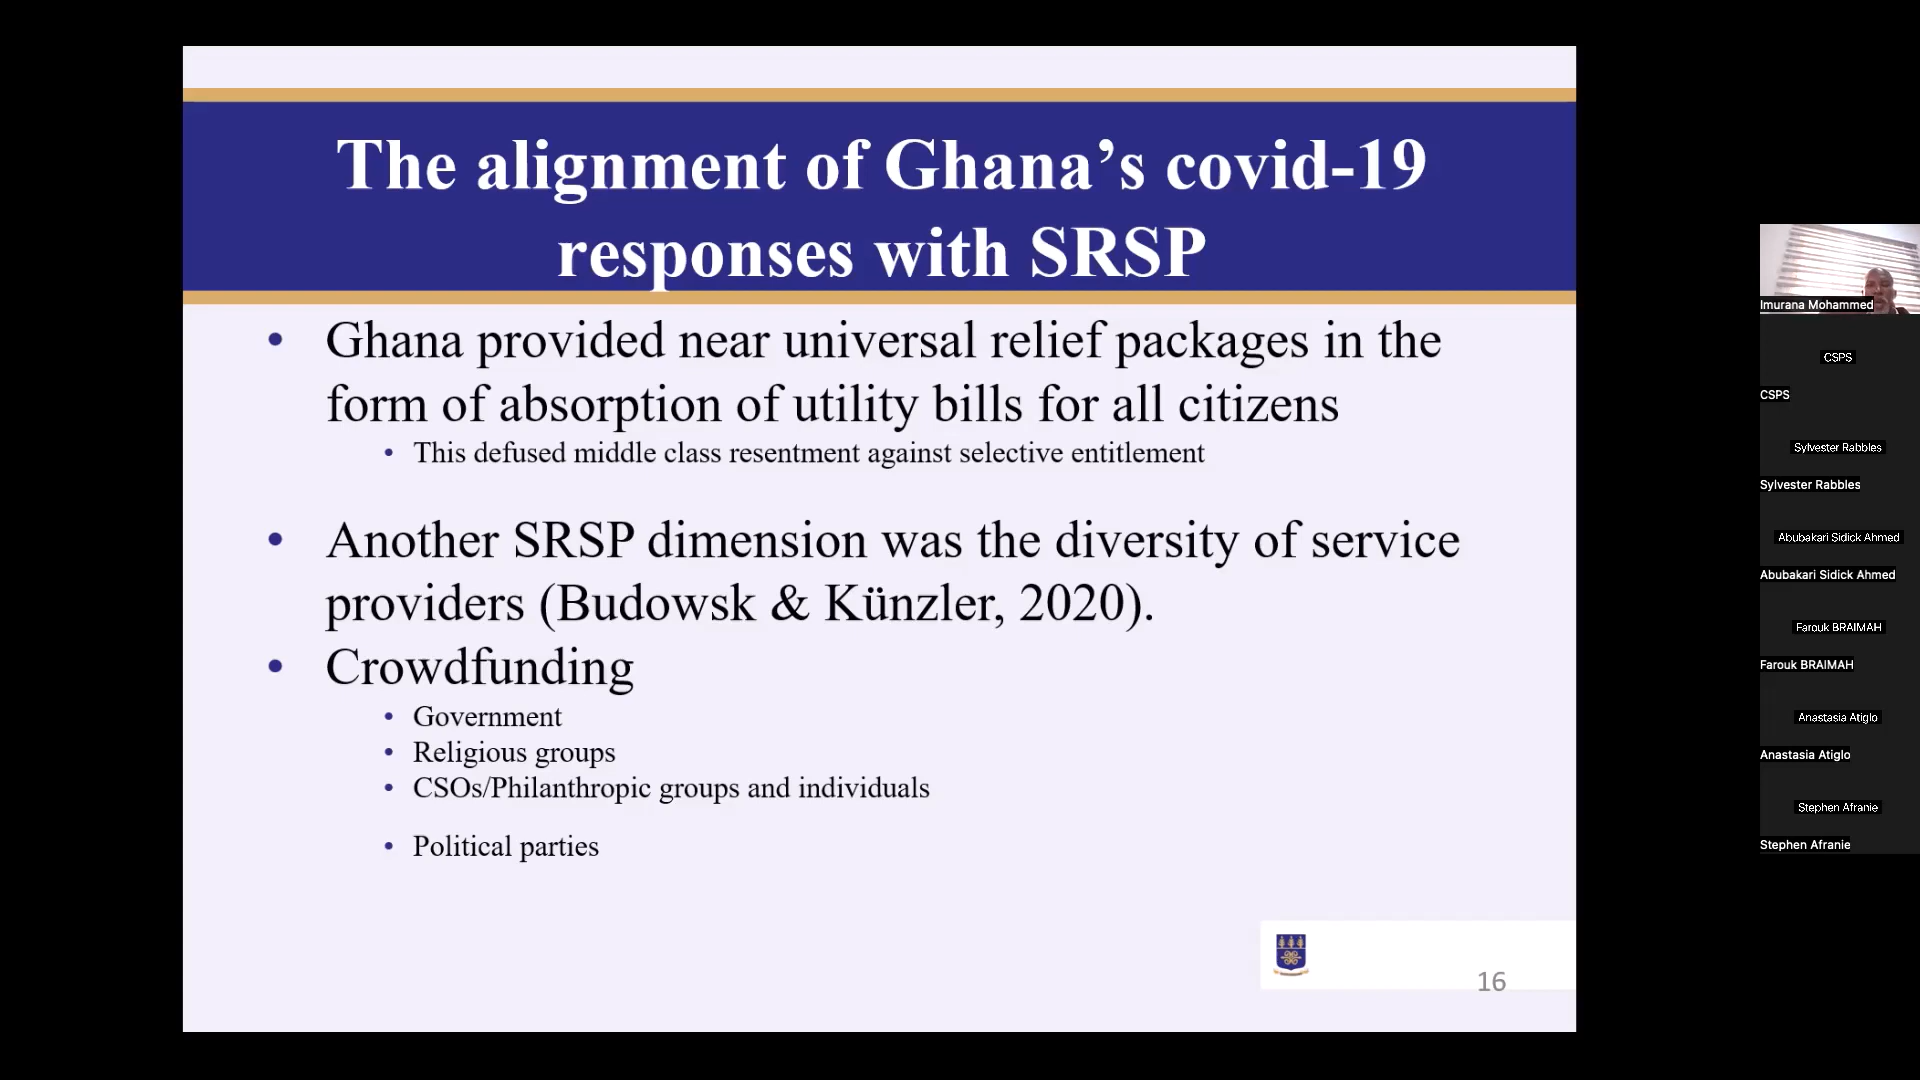 The alignment of Ghana’s covid-19
responses with SRSP
• Ghana provided near universal relief packages in the
form of absorption of utility bills for all citizens
• This defused middle class resentment against selective entitlement
• Another SRSP dimension was the diversity of service
providers (Budowsk & Künzler, 2020).
• Crowdfunding
• Government
• Religious groups
• CSOs/Philanthropic groups and individuals
• Political parties
16
Imurana Mohammed
CSPS
CSPS
Sylvester Rabbles
Sylvester Rabbles
Abubakari Sidick Ahmed
Abubakari Sidick Ahmed
Farouk BRAIMAH
Farouk BRAIMAH
Anastasia Atiglo
Anastasia Atiglo
Stephen Afranie
Stephen Afranie